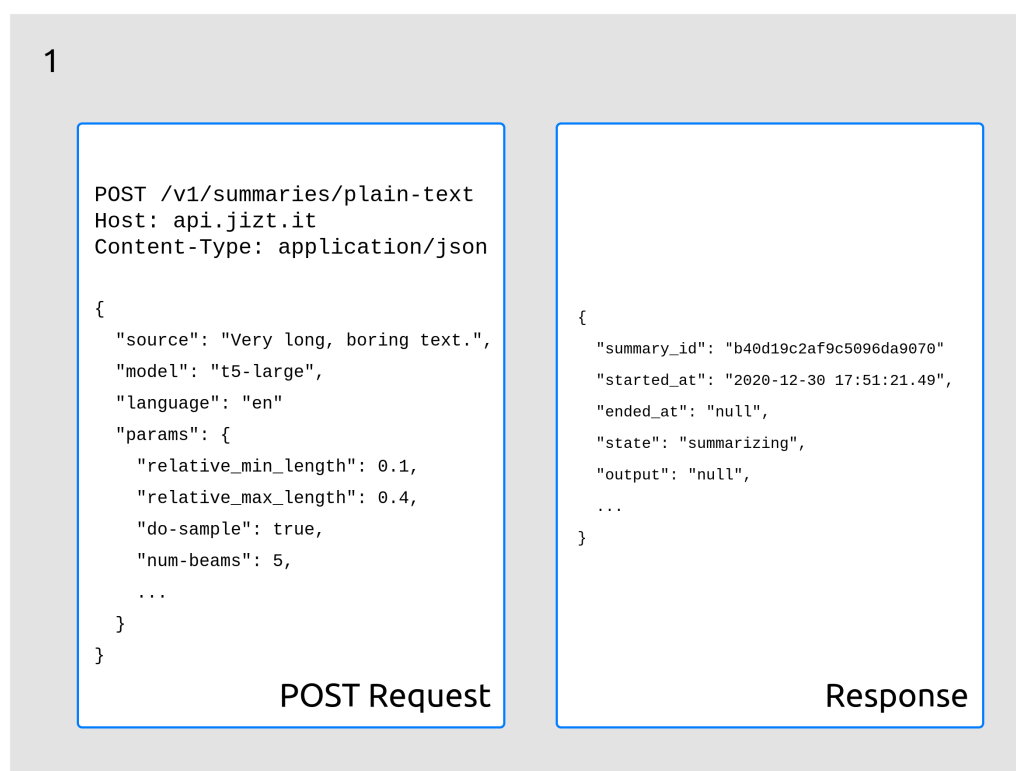 1
POST /v1/summaries/plain-text
Host: api.jizt.it
Content-Type: application/json
{
"source": "Very long, boring text.",
"model": "t5-large",
"language": "en"
"params": {
"relative_min_length": 0.1,
"relative_max_length": 0.4,
"do-sample": true,
"num-beams": 5,
...
}
}
POST Request
{
"summary_id": "b40d19c2af9c5096da9070"
"started_at": "2020-12-30 17:51:21.49",
"ended_at": "null",
"state": "summarizing",
"output": "null",
...
}
Response